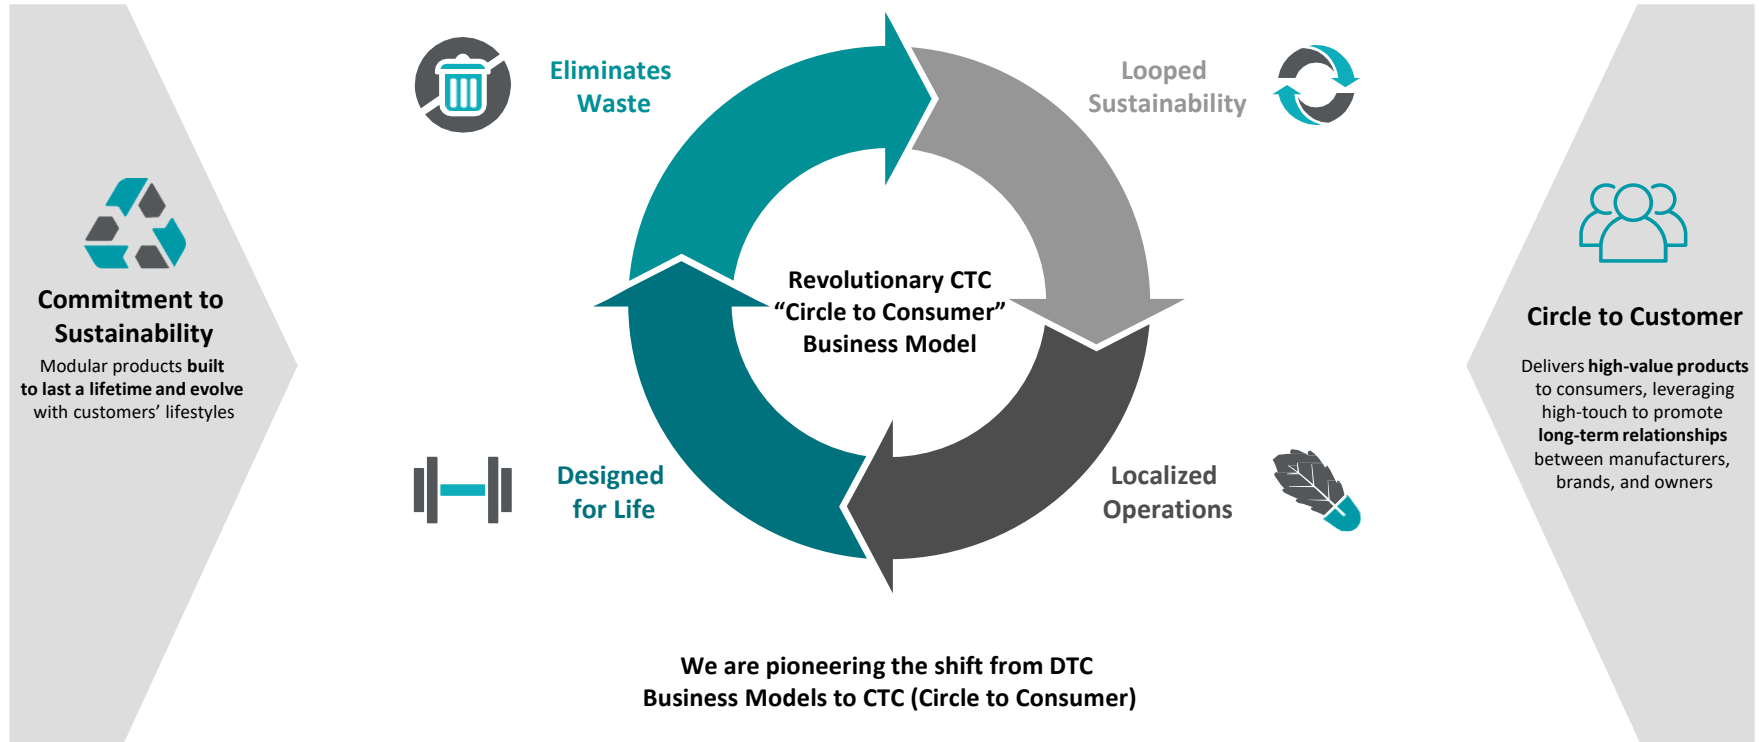 Commitment to
Sustainability
Modular products built
to last a lifetime and evolve
with customers’ lifestyles
Eliminates
Waste
Looped
Sustainability
Revolutionary CTC
“Circle to Consumer”
Business Model
Designed
for Life
Localized
Operations
We are pioneering the shift from DTC
Business Models to CTC (Circle to Consumer)
Circle to Customer
Delivers high-value products
to consumers, leveraging
high-touch to promote
long-term relationships
between manufacturers,
brands, and owners